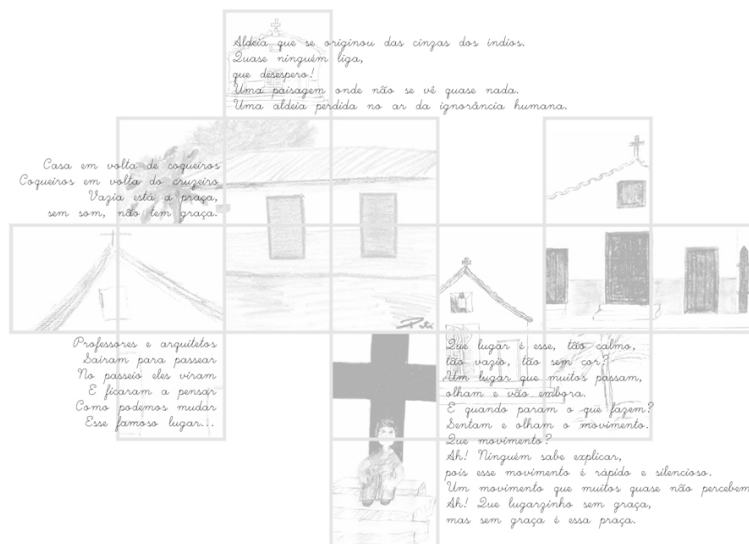 Aldeia que se originou das cinzas dos índios.
Quase ninguém liga,
que desespero!
Uma paisagem onde não se vê quase nada.
Uma aldeia perdida no ar da ignorância humana.
Casa em volta de coqueiros
Coqueiros em volta do cruzeiro
Vazia está a praça,
sem som, não tem graça.
Professores e arquitetos
Saíram para passear
No passeio eles viram
E ficaram a pensar
Como podemos mudar
Esse famoso lugar...
Que lugar é esse, tão calmo,
tão vazio, tão sem cor?
Um lugar que muitos passam,
olham e vão embora.
E quando param o que fazem?
Sentam e olham o movimento.
Que movimento?
Ah! Ninguém sabe explicar,
pois esse movimento é rápido e silencioso.
Um movimento que muitos quase não percebem
Ah! Que lugarzinho sem graça,
mas sem graça é essa praça.